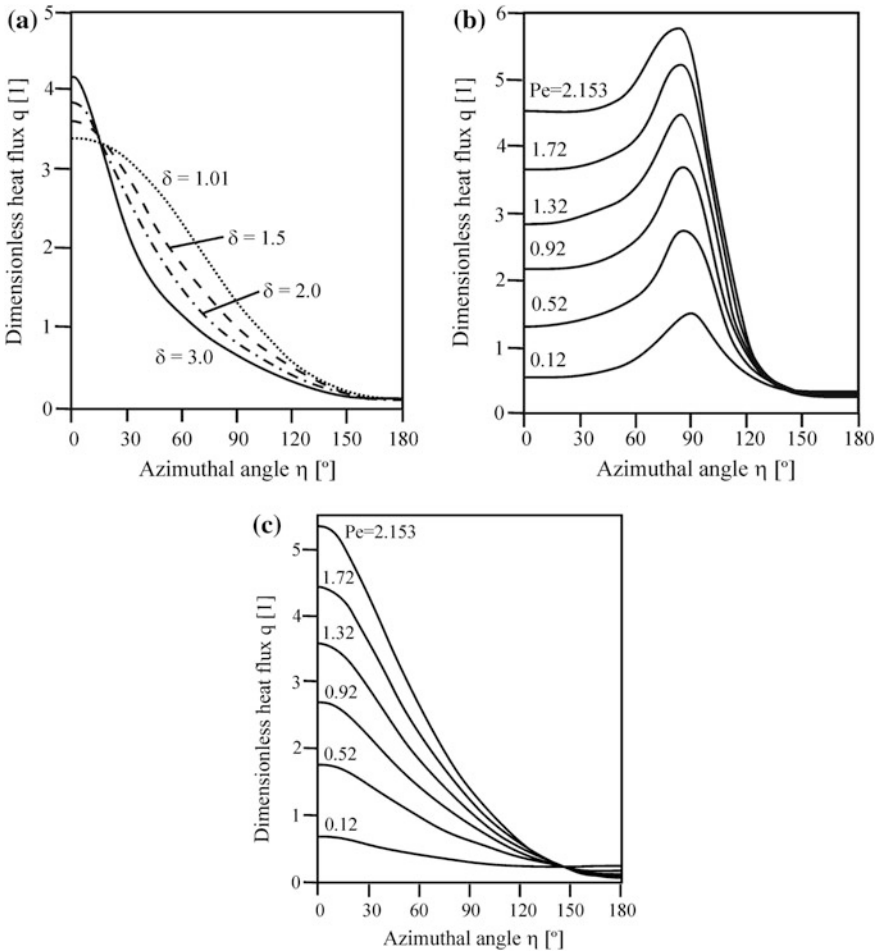 (a)
Dimensionless heat flux q [1]
5
4
3
2
1
0
δ = 1.01
δ = 1.5
δ = 2.0
δ = 3.0
0 30 60 90 120 150 180
Azimuthal angle η [º]
(b)
Dimensionless heat flux q [1]
6
5
4
3
2
1
0
Pe=2.153
1.72
1.32
0.92
0.52
0.12
0 30 60 90 120 150 180
Azimuthal angle η [º]
(c)
Dimensionless heat flux q [1]
5
4
3
2
1
0
Pe=2.153
1.72
1.32
0.92
0.52
0.12
0 30 60 90 120 150 180
Azimuthal angle η [º]